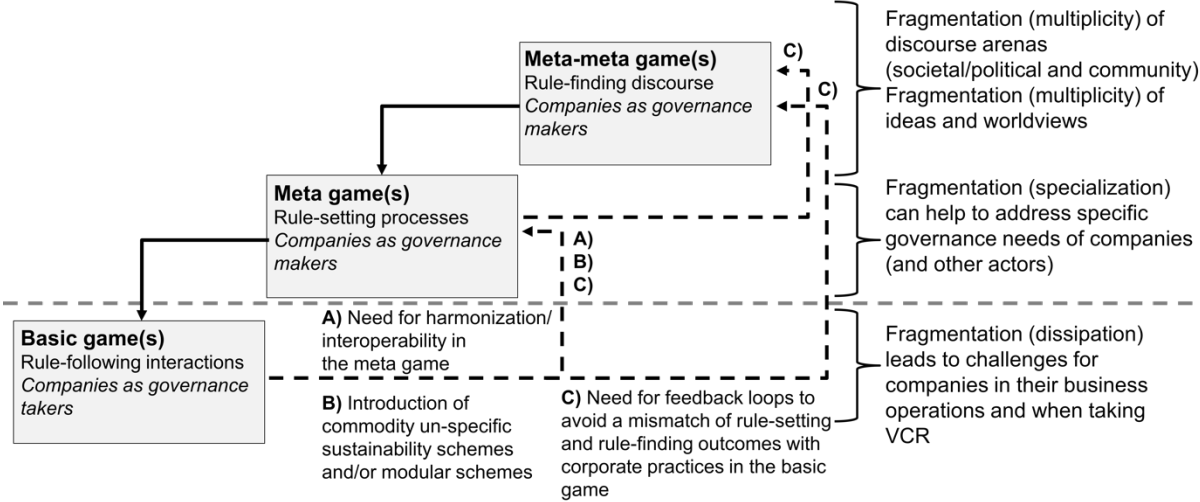 Meta-meta game(s)
Rule-finding discourse
Companies as governance
makers
C)
C)
Fragmentation (multiplicity) of
discourse arenas
(societal/political and community)
Fragmentation (multiplicity) of
ideas and worldviews
Meta game(s)
Rule-setting processes
Companies as governance
makers
A)
B)
C)
Fragmentation (specialization)
can help to address specific
governance needs of companies
(and other actors)
Basic game(s)
Rule-following interactions
Companies as governance
takers
A) Need for harmonization/
interoperability in
the meta game
B) Introduction of
commodity un-specific
sustainability schemes
and/or modular schemes
C) Need for feedback loops to
avoid a mismatch of rule-setting
and rule-finding outcomes with
corporate practices in the basic
game
Fragmentation (dissipation)
leads to challenges for
companies in their business
operations and when taking
VCR